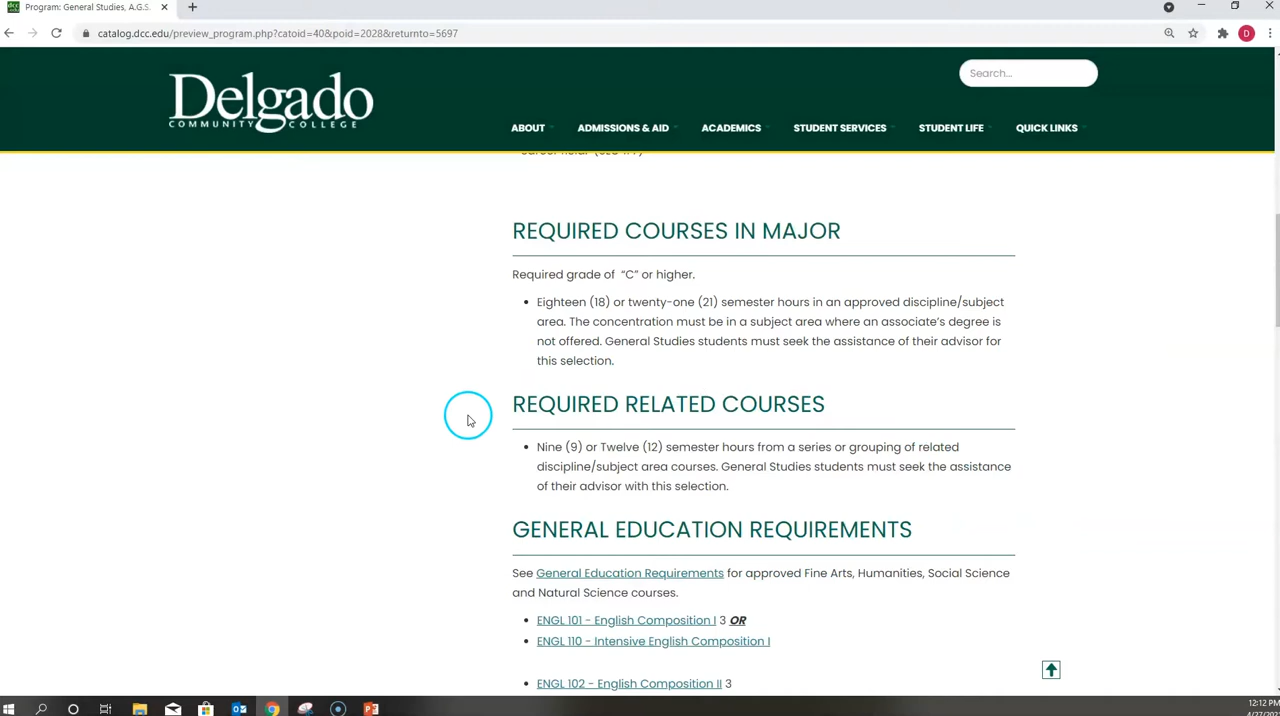 Program: General Studies, A.G.S.
catalog.dcc.edu/preview_program.php?catoid=40&poid=2028&returnto=5697
D
Delgado
COMMUNITY COLLEGE
Search...
ABOUT ADMISSIONS & AID ACADEMICS STUDENT SERVICES STUDENT LIFE QUICK LINKS
REQUIRED COURSES IN MAJOR
Required grade of “C” or higher.
• Eighteen (18) or twenty-one (21) semester hours in an approved discipline/subject
area. The concentration must be in a subject area where an associate’s degree is
not offered. General Studies students must seek the assistance of their advisor for
this selection.
REQUIRED RELATED COURSES
• Nine (9) or Twelve (12) semester hours from a series or grouping of related
discipline/subject area courses. General Studies students must seek the assistance
of their advisor with this selection.
GENERAL EDUCATION REQUIREMENTS
See General Education Requirements for approved Fine Arts, Humanities, Social Science
and Natural Science courses.
• ENGL 101 - English Composition I 3 OR
• ENGL 110 - Intensive English Composition I
• ENGL 102 - English Composition II 3
12:12 PM